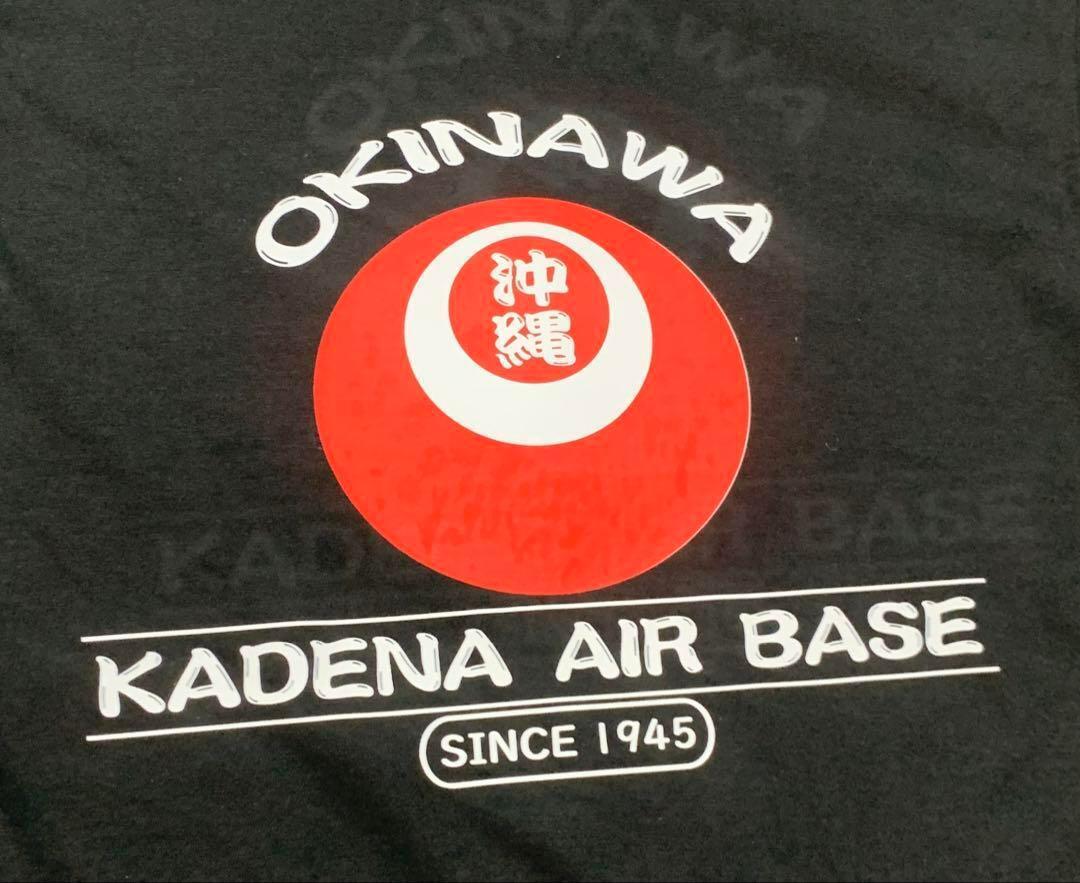 OKINAWA
沖
縄
KADENA AIR BASE
SINCE 1945